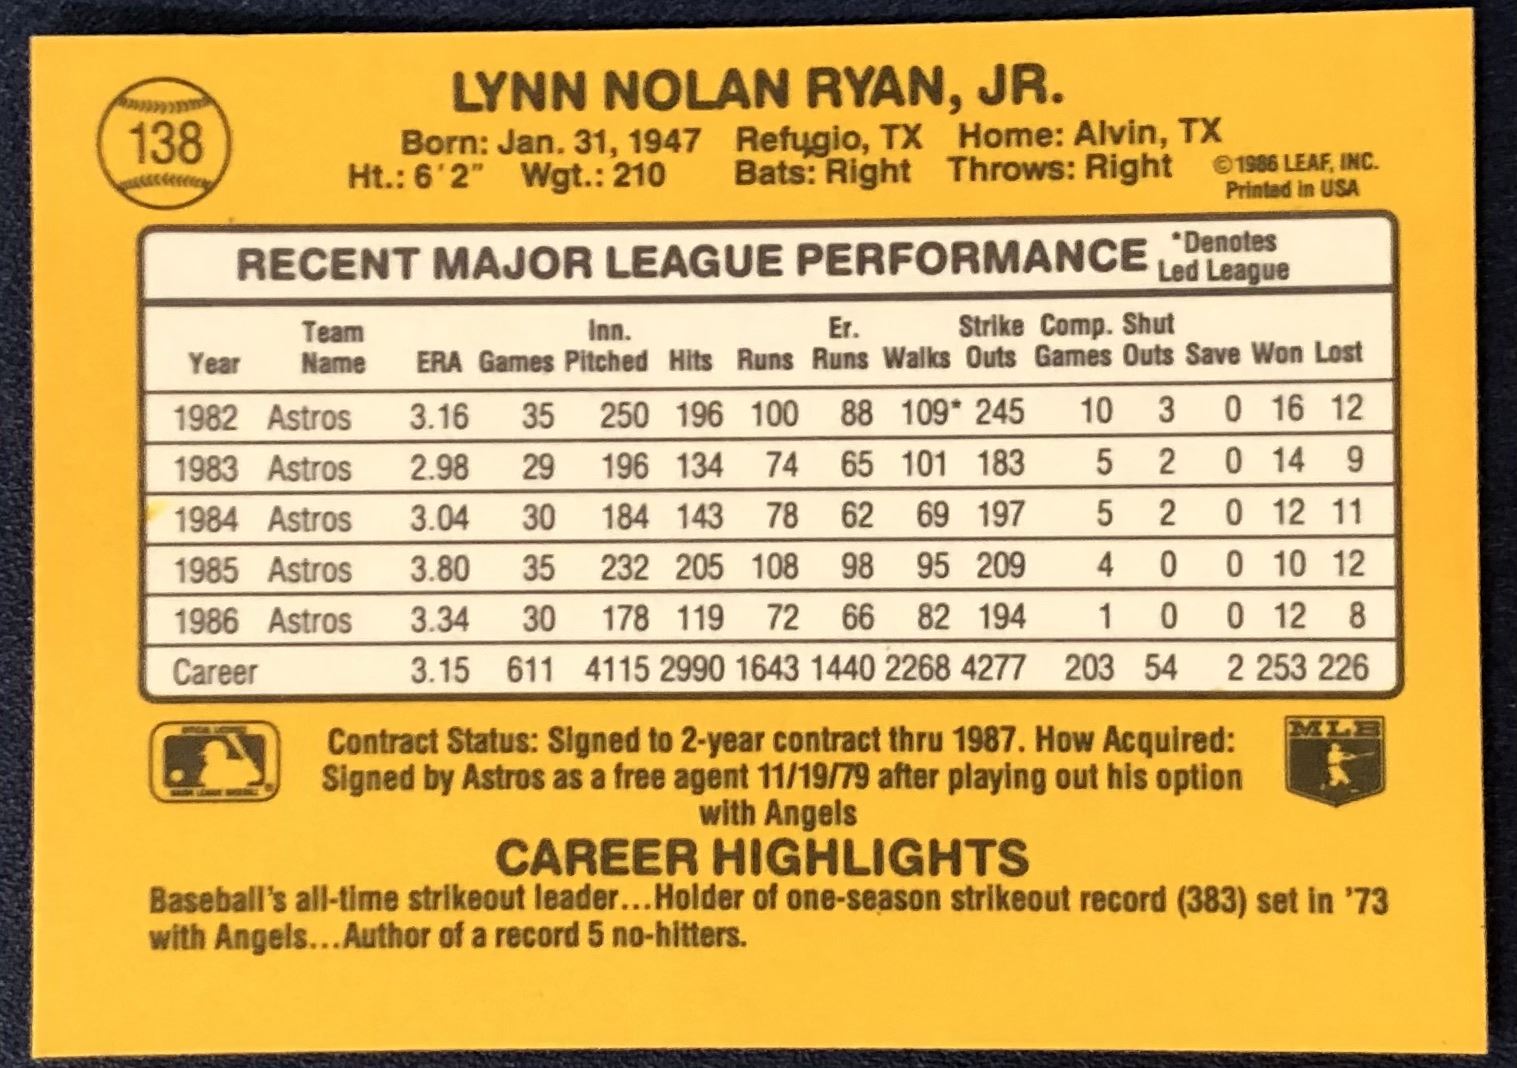 138
LYNN NOLAN RYAN, JR.
Born: Jan. 31, 1947 Refugio, TX Home: Alvin, TX
Ht.: 6'2" Wgt.: 210 Bats: Right Throws: Right
©1986 LEAF, INC.
Printed in USA
RECENT MAJOR LEAGUE PERFORMANCE
*Denotes
Led League
Team Inn. Er. Strike Comp. Shut
Year Name ERA Games Pitched Hits Runs Runs Walks Outs Games Outs Save Won Lost
1982 Astros 3.16 35 250 196 100 88 109* 245 10 3 0 16 12
1983 Astros 2.98 29 196 134 74 65 101 183 5 2 0 14 9
1984 Astros 3.04 30 184 143 78 62 69 197 5 2 0 12 11
1985 Astros 3.80 35 232 205 108 98 95 209 4 0 0 10 12
1986 Astros 3.34 30 178 119 72 66 82 194 1 0 0 12 8
Career 3.15 611 4115 2990 1643 1440 2268 4277 203 54 2 253 226
Contract Status: Signed to 2-year contract thru 1987. How Acquired:
Signed by Astros as a free agent 11/19/79 after playing out his option
with Angels
MLB
CAREER HIGHLIGHTS
Baseball's all-time strikeout leader...Holder of one-season strikeout record (383) set in '73
with Angels...Author of a record 5 no-hitters.